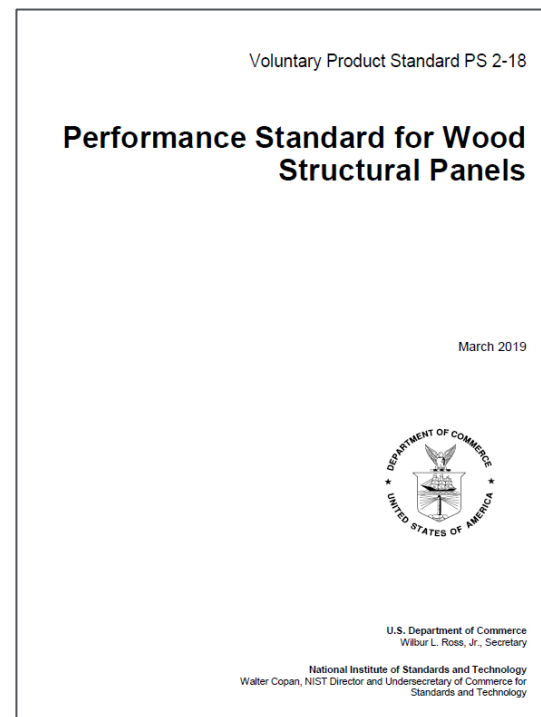 Voluntary Product Standard PS 2-18
Performance Standard for Wood
Structural Panels
March 2019
DEPARTMENT OF COMMERCE
UNITED STATES OF AMERICA
U.S. Department of Commerce
Wilbur L. Ross, Jr., Secretary
National Institute of Standards and Technology
Walter Copan, NIST Director and Undersecretary of Commerce for
Standards and Technology